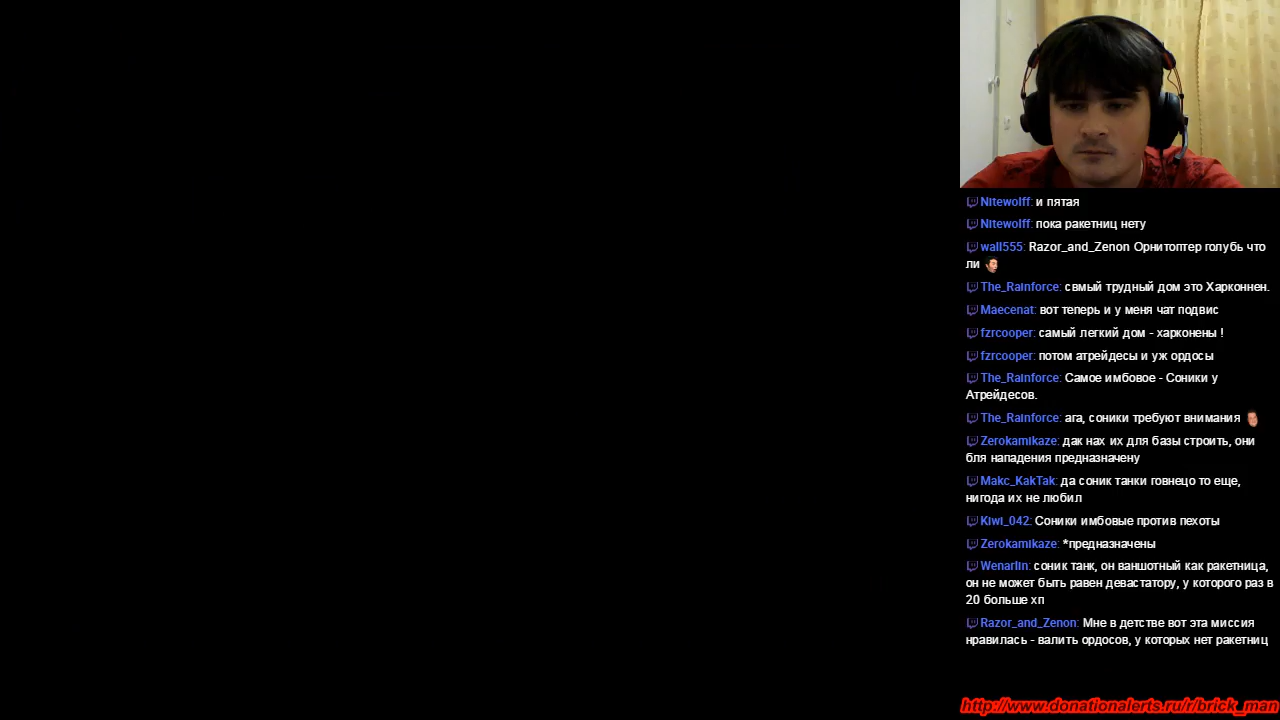 Nitewolff: и пятая
Nitewolff: пока ракетниц нету
wall555: Razor_and_Zenon Орнитоптер голубь что
ли
The_Rainforce: свмый трудный дом это Харконнен.
Maecenat: вот теперь и у меня чат подвис
fzrcooper: самый легкий дом - харконены !
fzrcooper: потом атрейдесы и уж ордосы
The_Rainforce: Самое имбовое - Соники у
Атрейдесов.
The_Rainforce: ага, соники требуют внимания
Zerokamikaze: дак нах их для базы строить, они
бля нападения предназначену
Makc_KakTak: да соник танки говнецо то еще,
нигода их не любил
Kiwi_042: Соники имбовые против пехоты
Zerokamikaze: *предназначены
Wenarlin: соник танк, он ваншотный как ракетница,
он не может быть равен девастатору, у которого раз в
20 больше хп
Razor_and_Zenon: Мне в детстве вот эта миссия
нравилась - валить ордосов, у которых нет ракетниц
http://www.donationalerts.ru/r/brick_man